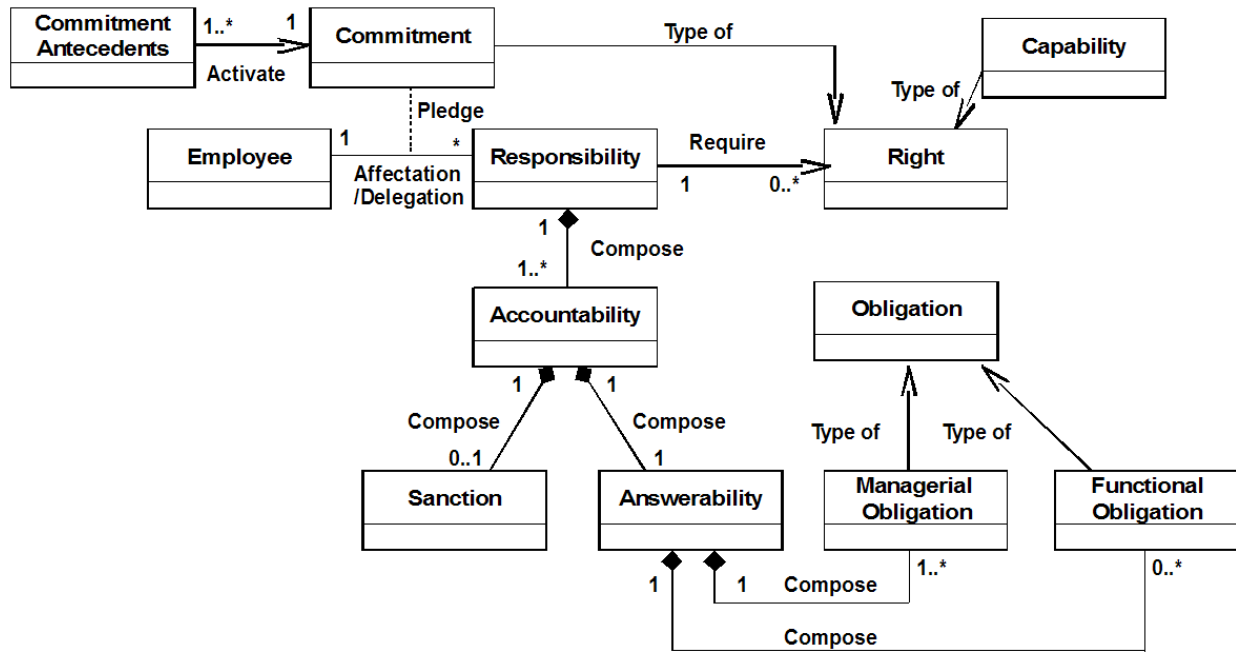 Commitment
Antecedents
1..*
1
Activate
Commitment
Type of
Capability
Type of
Pledge
Employee
1
*
Affectation
/Delegation
Responsibility
Require
1
0..*
Right
1
Compose
1..*
Accountability
Obligation
1
1
Compose
Compose
0..1
1
Type of
Type of
Sanction
Answerability
Managerial
Obligation
Functional
Obligation
1
1
Compose
1..*
0..*
Compose